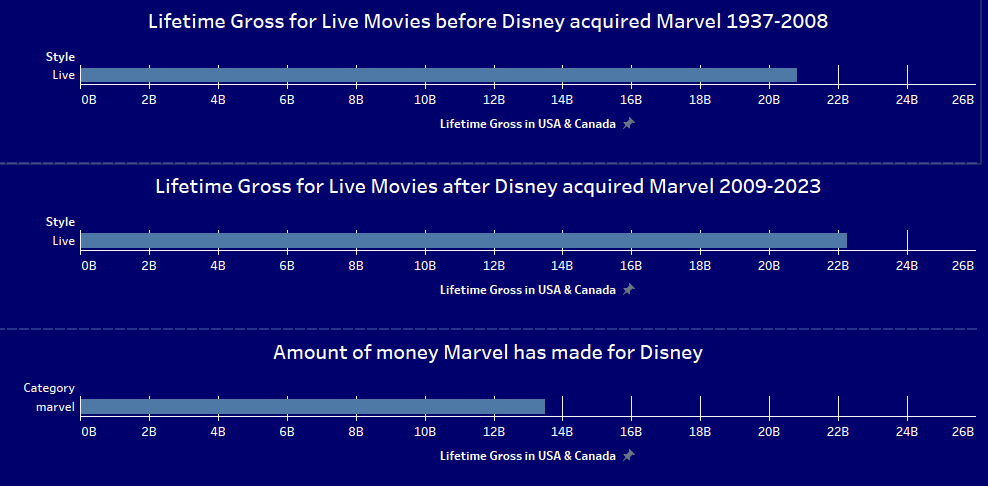 Lifetime Gross for Live Movies before Disney acquired Marvel 1937-2008
Style
Live
0B 2B 4B 6B 8B 10B 12B 14B 16B 18B 20B 22B 24B 26B
Lifetime Gross in USA & Canada
Lifetime Gross for Live Movies after Disney acquired Marvel 2009-2023
Style
Live
0B 2B 4B 6B 8B 10B 12B 14B 16B 18B 20B 22B 24B 26B
Lifetime Gross in USA & Canada
Amount of money Marvel has made for Disney
Category
marvel
0B 2B 4B 6B 8B 10B 12B 14B 16B 18B 20B 22B 24B 26B
Lifetime Gross in USA & Canada